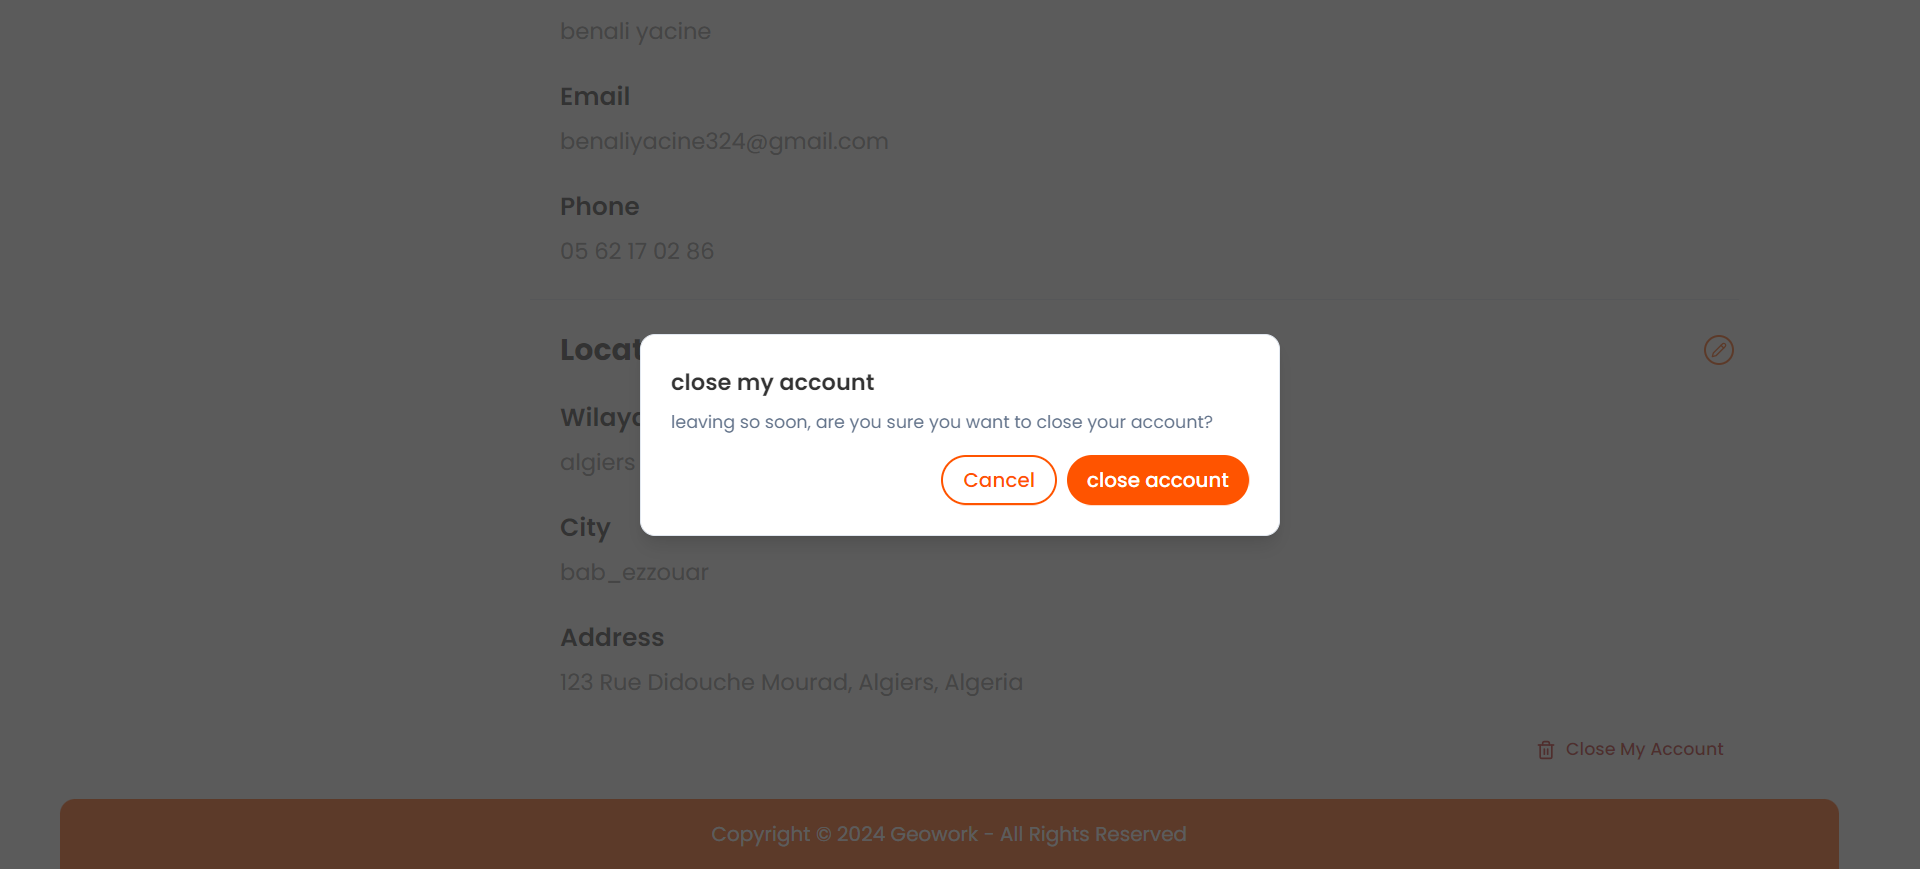 benali yacine
Email
benaliyacine324@gmail.com
Phone
05 62 17 02 86
close my account
leaving so soon, are you sure you want to close your account?
Cancel
close account
algiers
City
bab_ezzouar
Address
123 Rue Didouche Mourad, Algiers, Algeria
Close My Account
Copyright © 2024 Geowork - All Rights Reserved